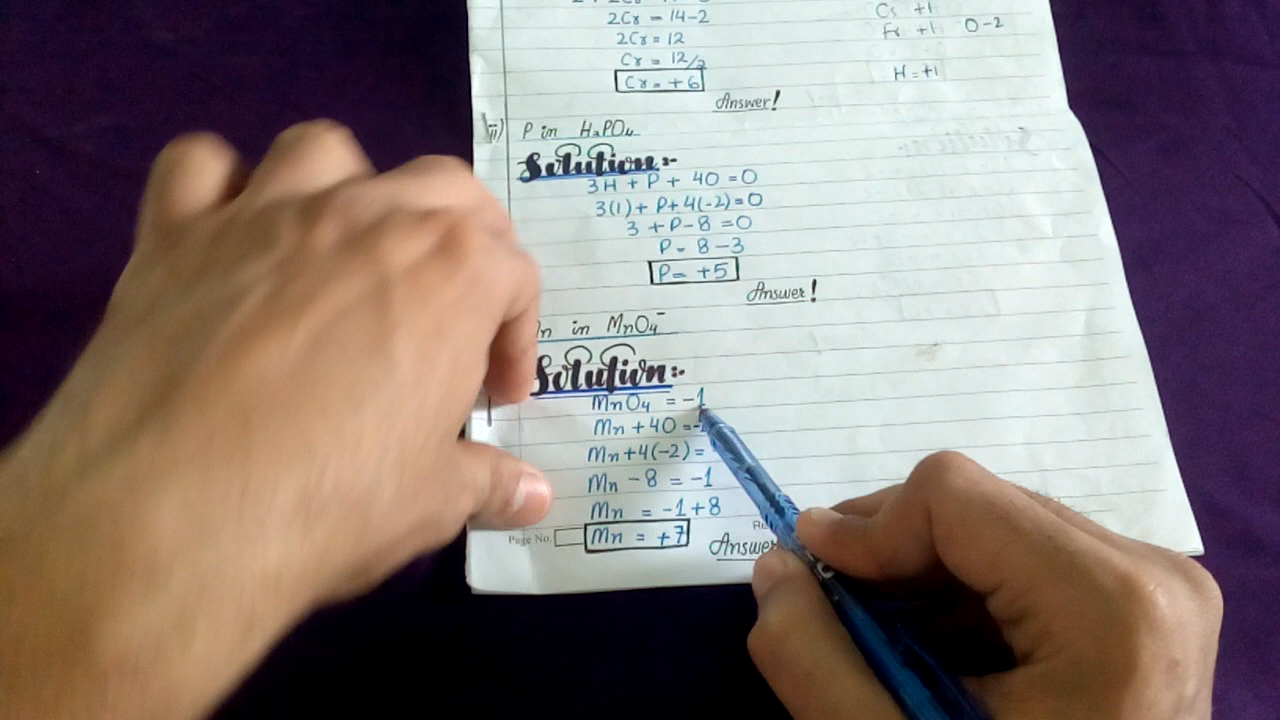 2Cr = 14-2
2Cr = 12
Cr = 12/2
Cr = +6
Answer!
Cs +1
Fr +1 O-2
H = +1
ii) P in H₃PO₄
Solution:-
3H + P + 4O = 0
3(1) + P + 4(-2) = 0
3 + P - 8 = 0
P = 8 - 3
P = +5
Answer!
in MnO₄⁻
Solution:-
MnO₄ = -1
Mn + 4O = -1
Mn + 4(-2) =
Mn - 8 = -1
Mn = -1 + 8
Mn = +7
Answer
Page No.